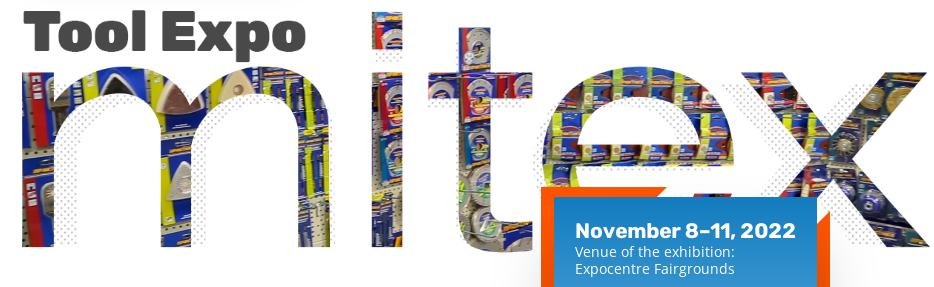 Tool Expo
mitex
November 8–11, 2022
Venue of the exhibition:
Expocentre Fairgrounds